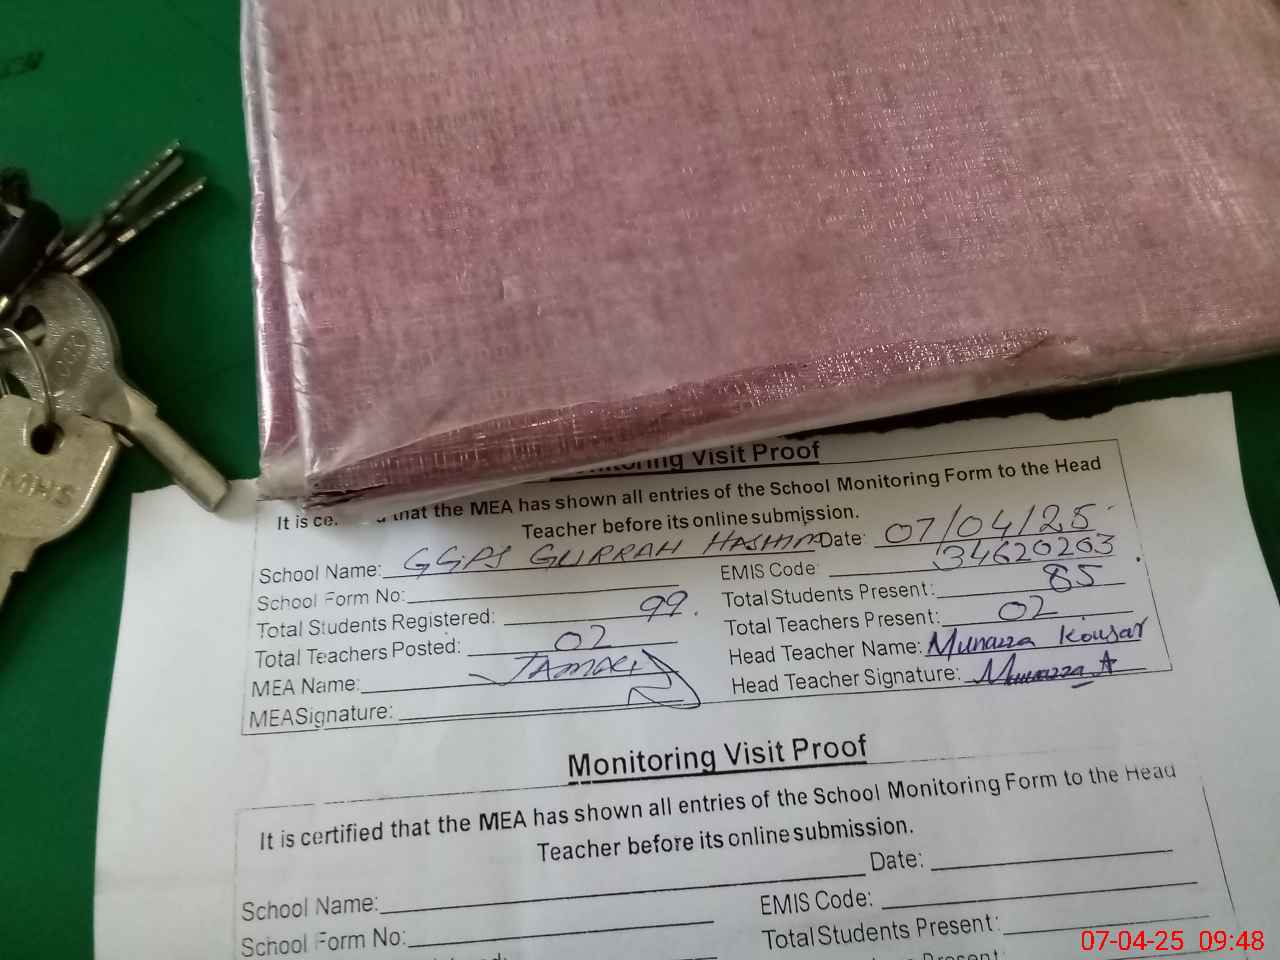 Monitoring Visit Proof
It is that the MEA has shown all entries of the School Monitoring Form to the Head
Teacher before its online submission.
School Name: GGPS GURRAH HASHIM Date: 07/04/25
School Form No: EMIS Code: 34620203
Total Students Registered: 99. Total Students Present: 85
Total Teachers Posted: 02 Total Teachers Present: 02
MEA Name: Head Teacher Name: Munazza Kousar
MEASignature: Head Teacher Signature: Munazza
Monitoring Visit Proof
It is certified that the MEA has shown all entries of the School Monitoring Form to the Head
Teacher before its online submission.
School Name: Date:
School Form No: EMIS Code:
Total Students Present:
MHS
07-04-25 09:48